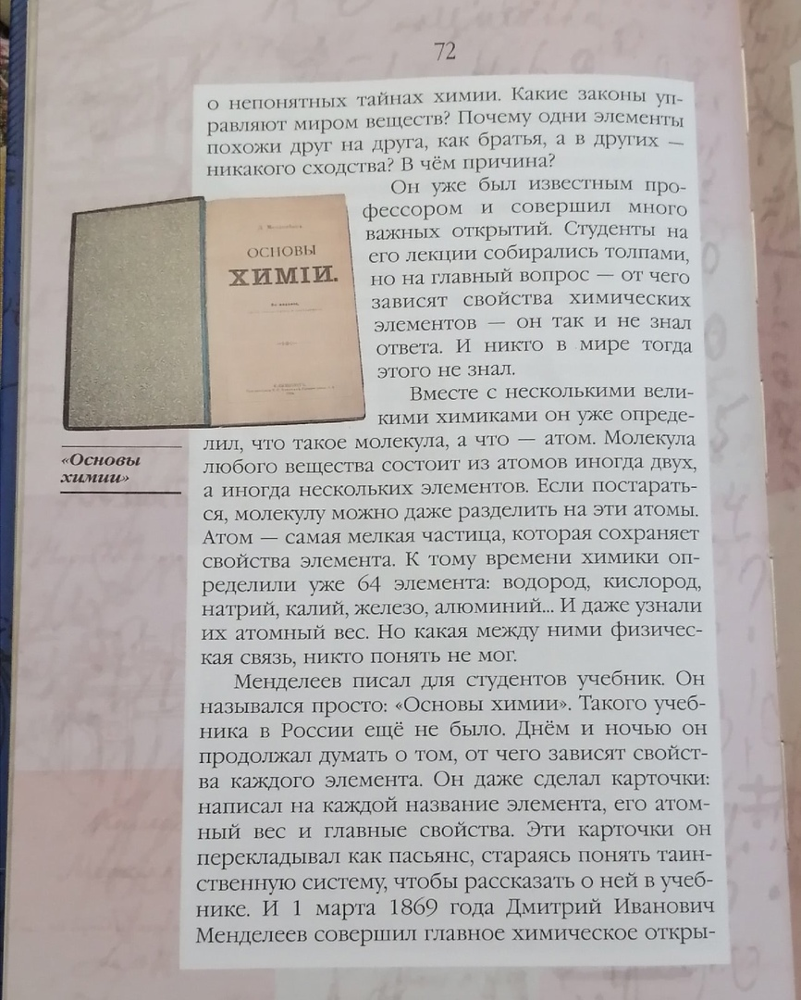 72
о непонятных тайнах химии. Какие законы уп-
равляют миром веществ? Почему одни элементы
похожи друг на друга, как братья, а в других —
никакого сходства? В чём причина?
Он уже был известным про-
фессором и совершил много
важных открытий. Студенты на
его лекции собирались толпами,
но на главный вопрос — от чего
зависят свойства химических
элементов — он так и не знал
ответа. И никто в мире тогда
этого не знал.
Вместе с несколькими вели-
кими химиками он уже опреде-
лил, что такое молекула, а что — атом. Молекула
любого вещества состоит из атомов иногда двух,
а иногда нескольких элементов. Если постарать-
ся, молекулу можно даже разделить на эти атомы.
Атом — самая мелкая частица, которая сохраняет
свойства элемента. К тому времени химики оп-
ределили уже 64 элемента: водород, кислород,
натрий, калий, железо, алюминий... И даже узнали
их атомный вес. Но какая между ними физичес-
кая связь, никто понять не мог.
Менделеев писал для студентов учебник. Он
назывался просто: «Основы химии». Такого учеб-
ника в России ещё не было. Днём и ночью он
продолжал думать о том, от чего зависят свойст-
ва каждого элемента. Он даже сделал карточки:
написал на каждой название элемента, его атом-
ный вес и главные свойства. Эти карточки он
перекладывал как пасьянс, стараясь понять таин-
ственную систему, чтобы рассказать о ней в учеб-
нике. И 1 марта 1869 года Дмитрий Иванович
Менделеев совершил главное химическое откры-
ОСНОВЫ
ХИМІИ.
«Основы
химии»